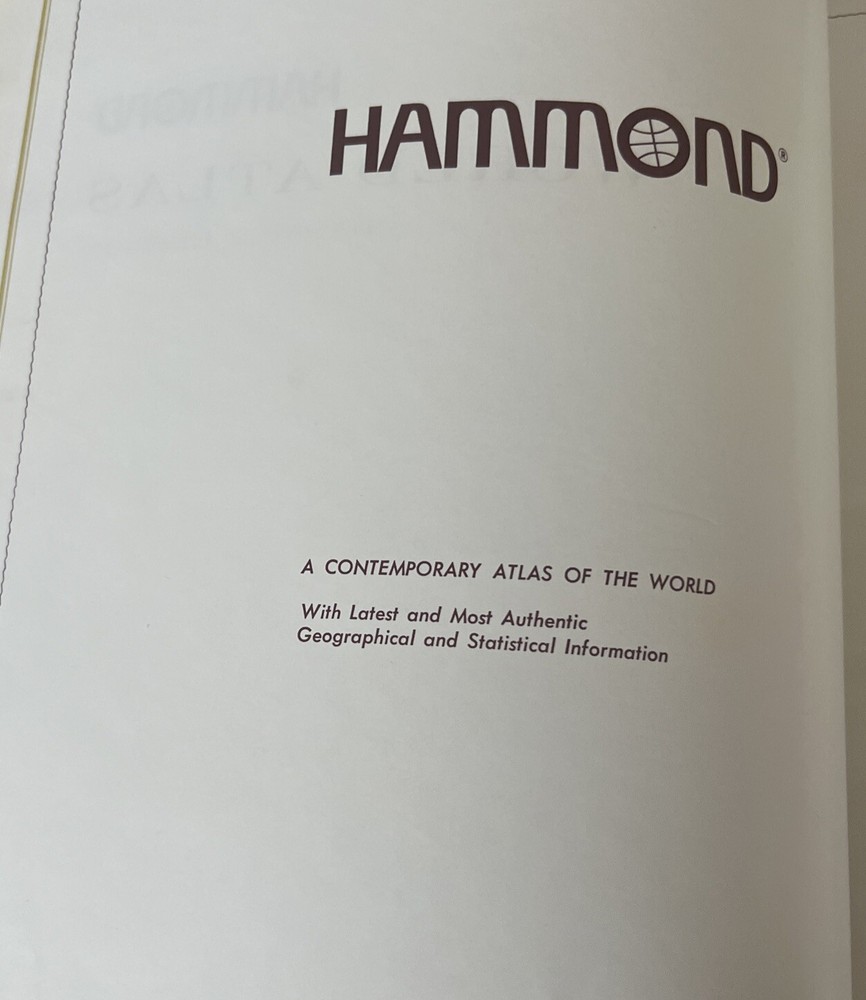 HAMMOND®
A CONTEMPORARY ATLAS OF THE WORLD
With Latest and Most Authentic
Geographical and Statistical Information